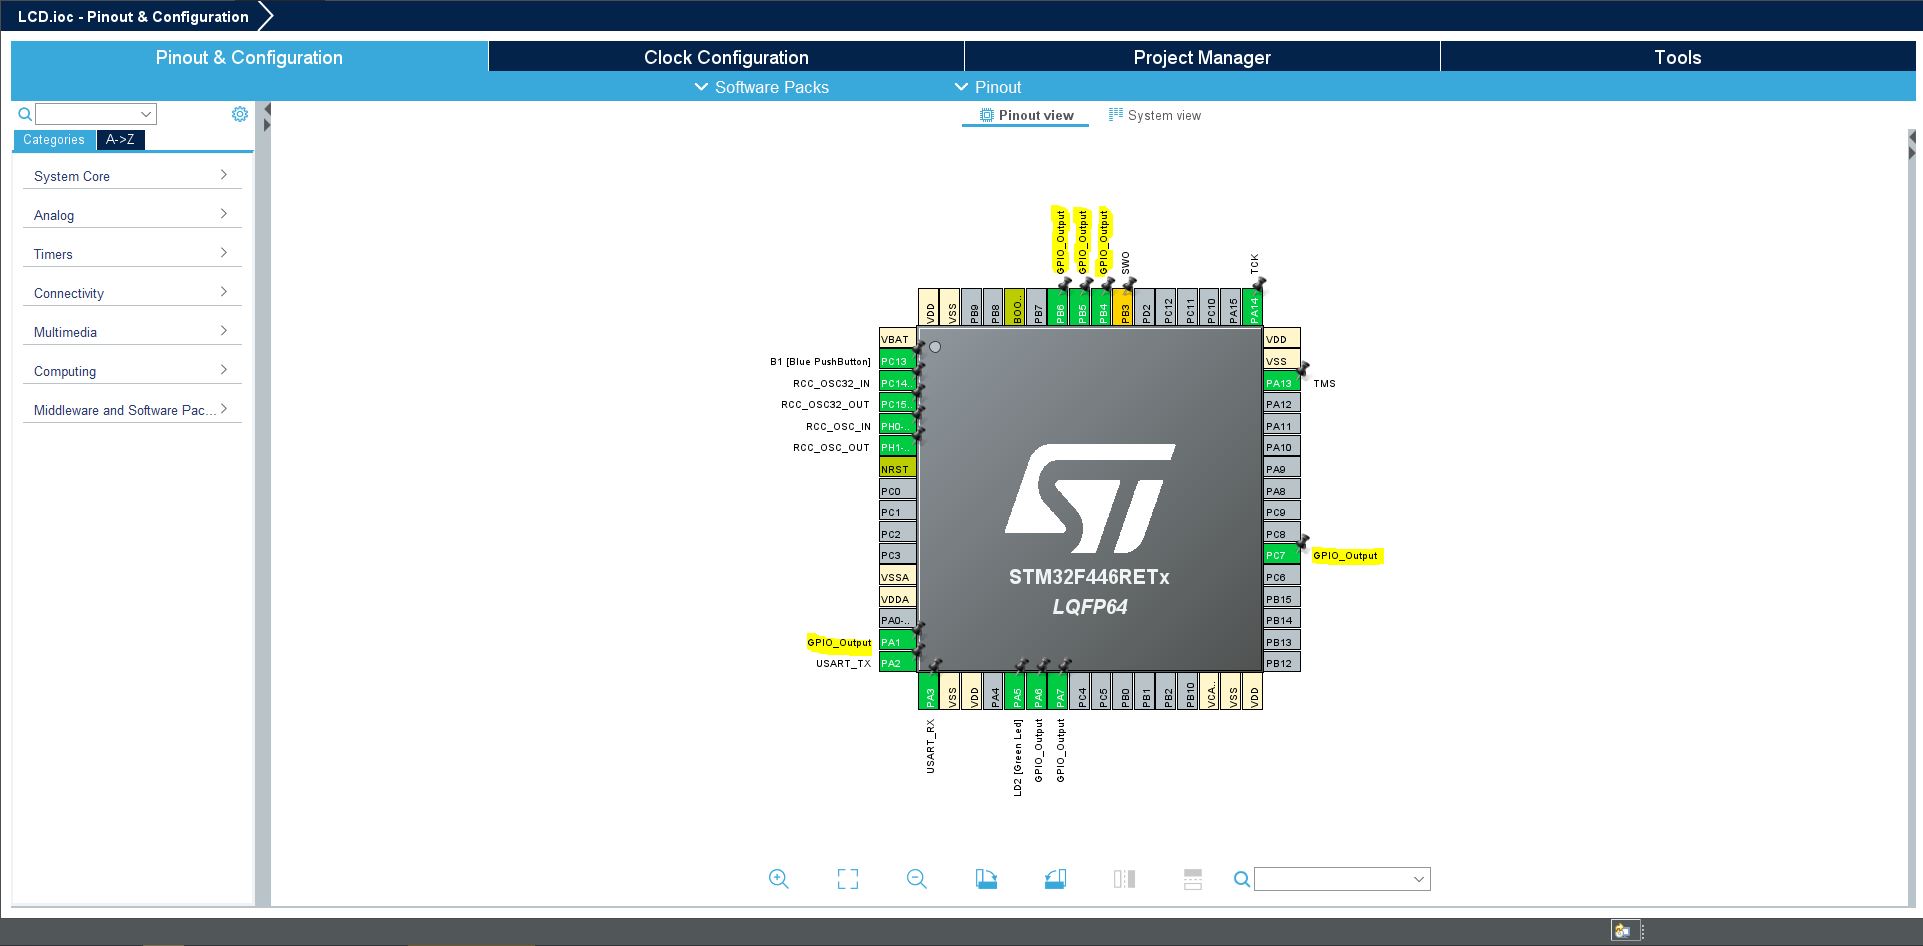 LCD.ioc - Pinout & Configuration
Pinout & Configuration
Clock Configuration
Project Manager
Tools
Software Packs
Pinout
Pinout view
System view
Categories
A->Z
System Core
Analog
Timers
Connectivity
Multimedia
Computing
Middleware and Software Pac...
GPIO_Output
GPIO_Output
GPIO_Output
SWO
TCK
VDD
VSS
PB9
PB8
BOO..
PB7
PB6
PB5
PB4
PB3
PD2
PC12
PC11
PC10
PA15
PA14
VBAT
B1 [Blue PushButton]
PC13
RCC_OSC32_IN
PC14..
RCC_OSC32_OUT
PC15..
RCC_OSC_IN
PH0-..
RCC_OSC_OUT
PH1-..
NRST
PC0
PC1
PC2
PC3
VSSA
VDDA
PA0-..
GPIO_Output
PA1
USART_TX
PA2
ST
STM32F446RETx
LQFP64
VDD
VSS
PA13
TMS
PA12
PA11
PA10
PA9
PA8
PC9
PC8
PC7
GPIO_Output
PC6
PB15
PB14
PB13
PB12
PA3
VSS
VDD
PA4
PA5
PA6
PA7
PC4
PC5
PB0
PB1
PB2
PB10
VCA..
VSS
VDD
USART_RX
LD2 [Green Led]
GPIO_Output
GPIO_Output